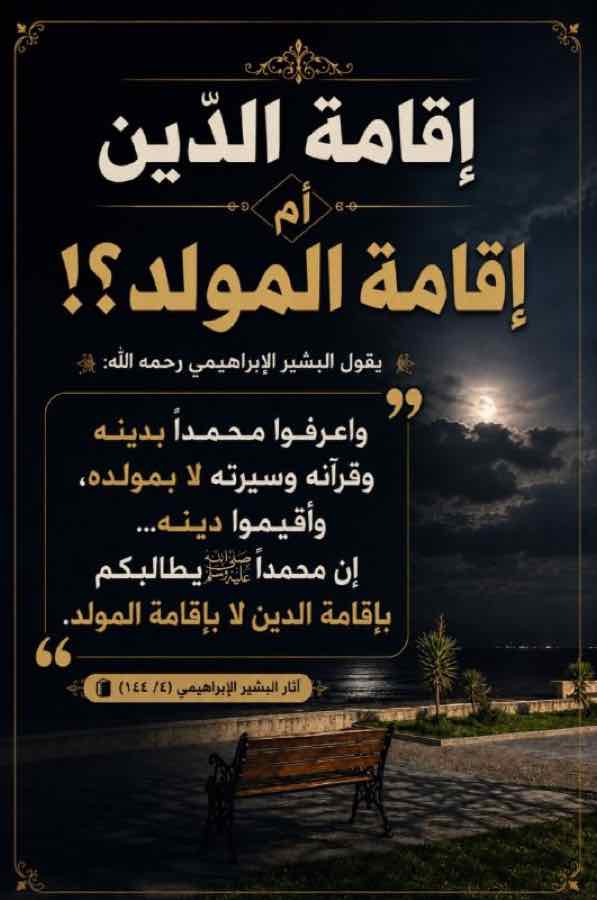 إقامة الدّين
أم
إقامة المولد؟!
يقول البشير الإبراهيمي رحمه الله:
واعرفوا محمداً بدينه
وقرآنه وسيرته لا بمولده،
وأقيموا دينه...
إن محمداً ﷺ يطالبكم
بإقامة الدين لا بإقامة المولد.
آثار البشير الإبراهيمي (٤/ ١٤٤)